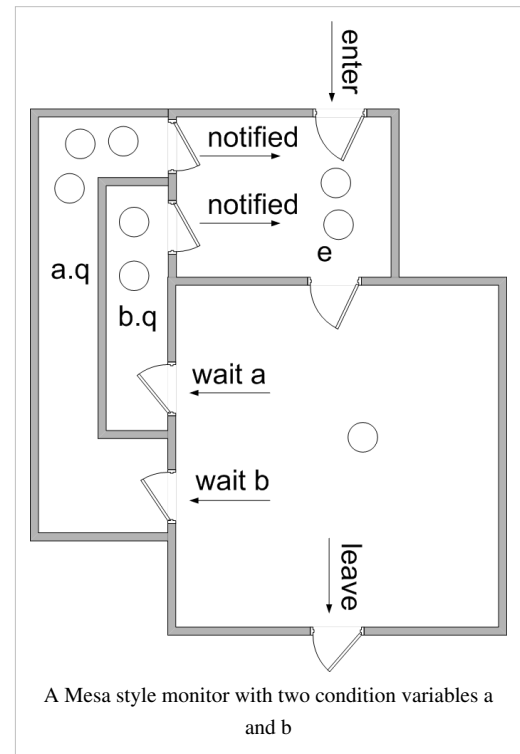 enter
notified
notified
e
a.q
b.q
wait a
wait b
leave
A Mesa style monitor with two condition variables a
and b